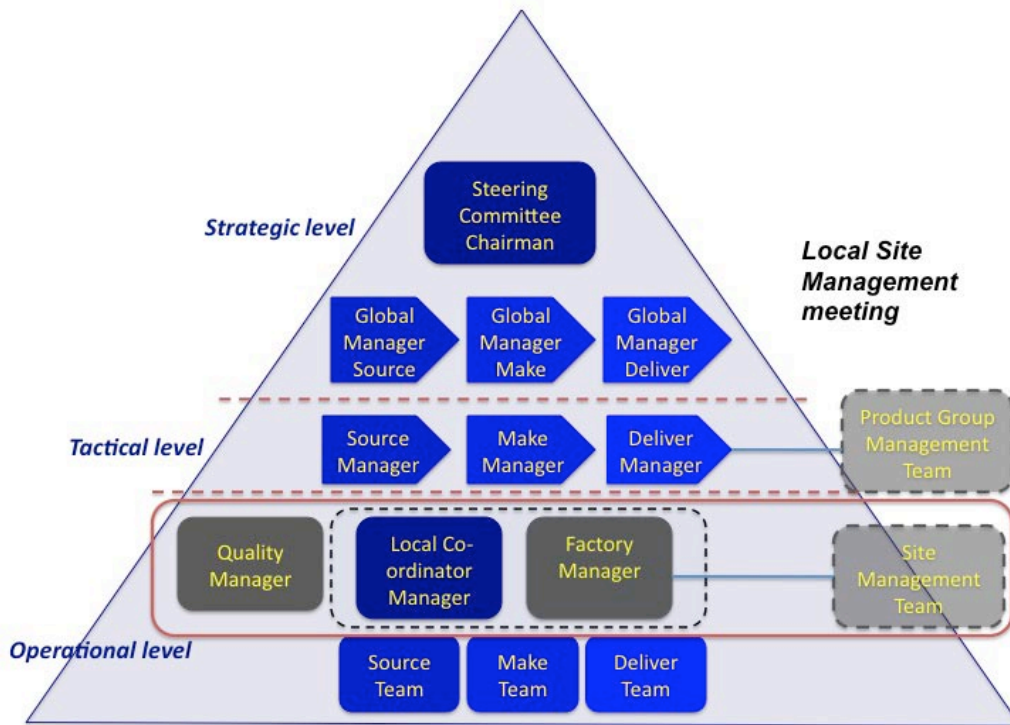 Steering
Committee
Chairman
Strategic level
Local Site
Management
meeting
Global
Manager
Source
Global
Manager
Make
Global
Manager
Deliver
Tactical level
Source
Manager
Make
Manager
Deliver
Manager
Product Group
Management
Team
Quality
Manager
Local Co-
ordinator
Manager
Factory
Manager
Site
Management
Team
Operational level
Source
Team
Make
Team
Deliver
Team